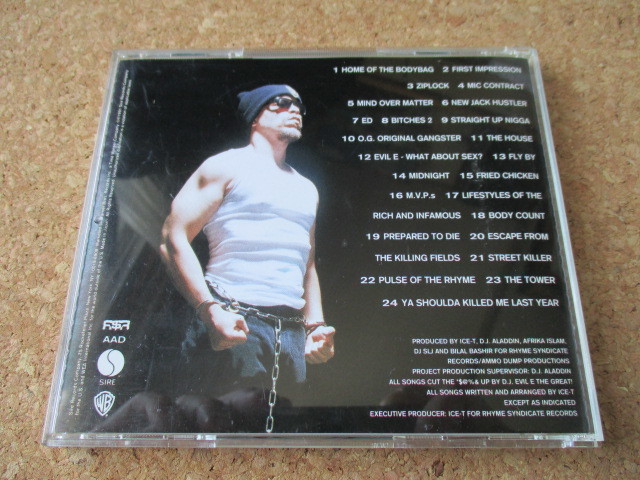 1 HOME OF THE BODYBAG 2 FIRST IMPRESSION
3 ZIPLOCK 4 MIC CONTRACT
5 MIND OVER MATTER 6 NEW JACK HUSTLER
7 ED 8 BITCHES 2 9 STRAIGHT UP NIGGA
10 O.G. ORIGINAL GANGSTER 11 THE HOUSE
12 EVIL E - WHAT ABOUT SEX? 13 FLY BY
14 MIDNIGHT 15 FRIED CHICKEN
16 M.V.P.s 17 LIFESTYLES OF THE
RICH AND INFAMOUS 18 BODY COUNT
19 PREPARED TO DIE 20 ESCAPE FROM
THE KILLING FIELDS 21 STREET KILLER
22 PULSE OF THE RHYME 23 THE TOWER
24 YA SHOULDA KILLED ME LAST YEAR
PRODUCED BY ICE-T, D.J. ALADDIN, AFRIKA ISLAM,
DJ SLJ AND BILAL BASHIR FOR RHYME SYNDICATE
RECORDS/AMMO DUMP PRODUCTIONS
PROJECT PRODUCTION SUPERVISOR: D.J. ALADDIN
ALL SONGS CUT THE *$@%& UP BY D.J. EVIL E THE GREAT!
ALL SONGS WRITTEN AND ARRANGED BY ICE-T
EXCEPT AS INDICATED
EXECUTIVE PRODUCER: ICE-T FOR RHYME SYNDICATE RECORDS
AAD
SIRE
WB